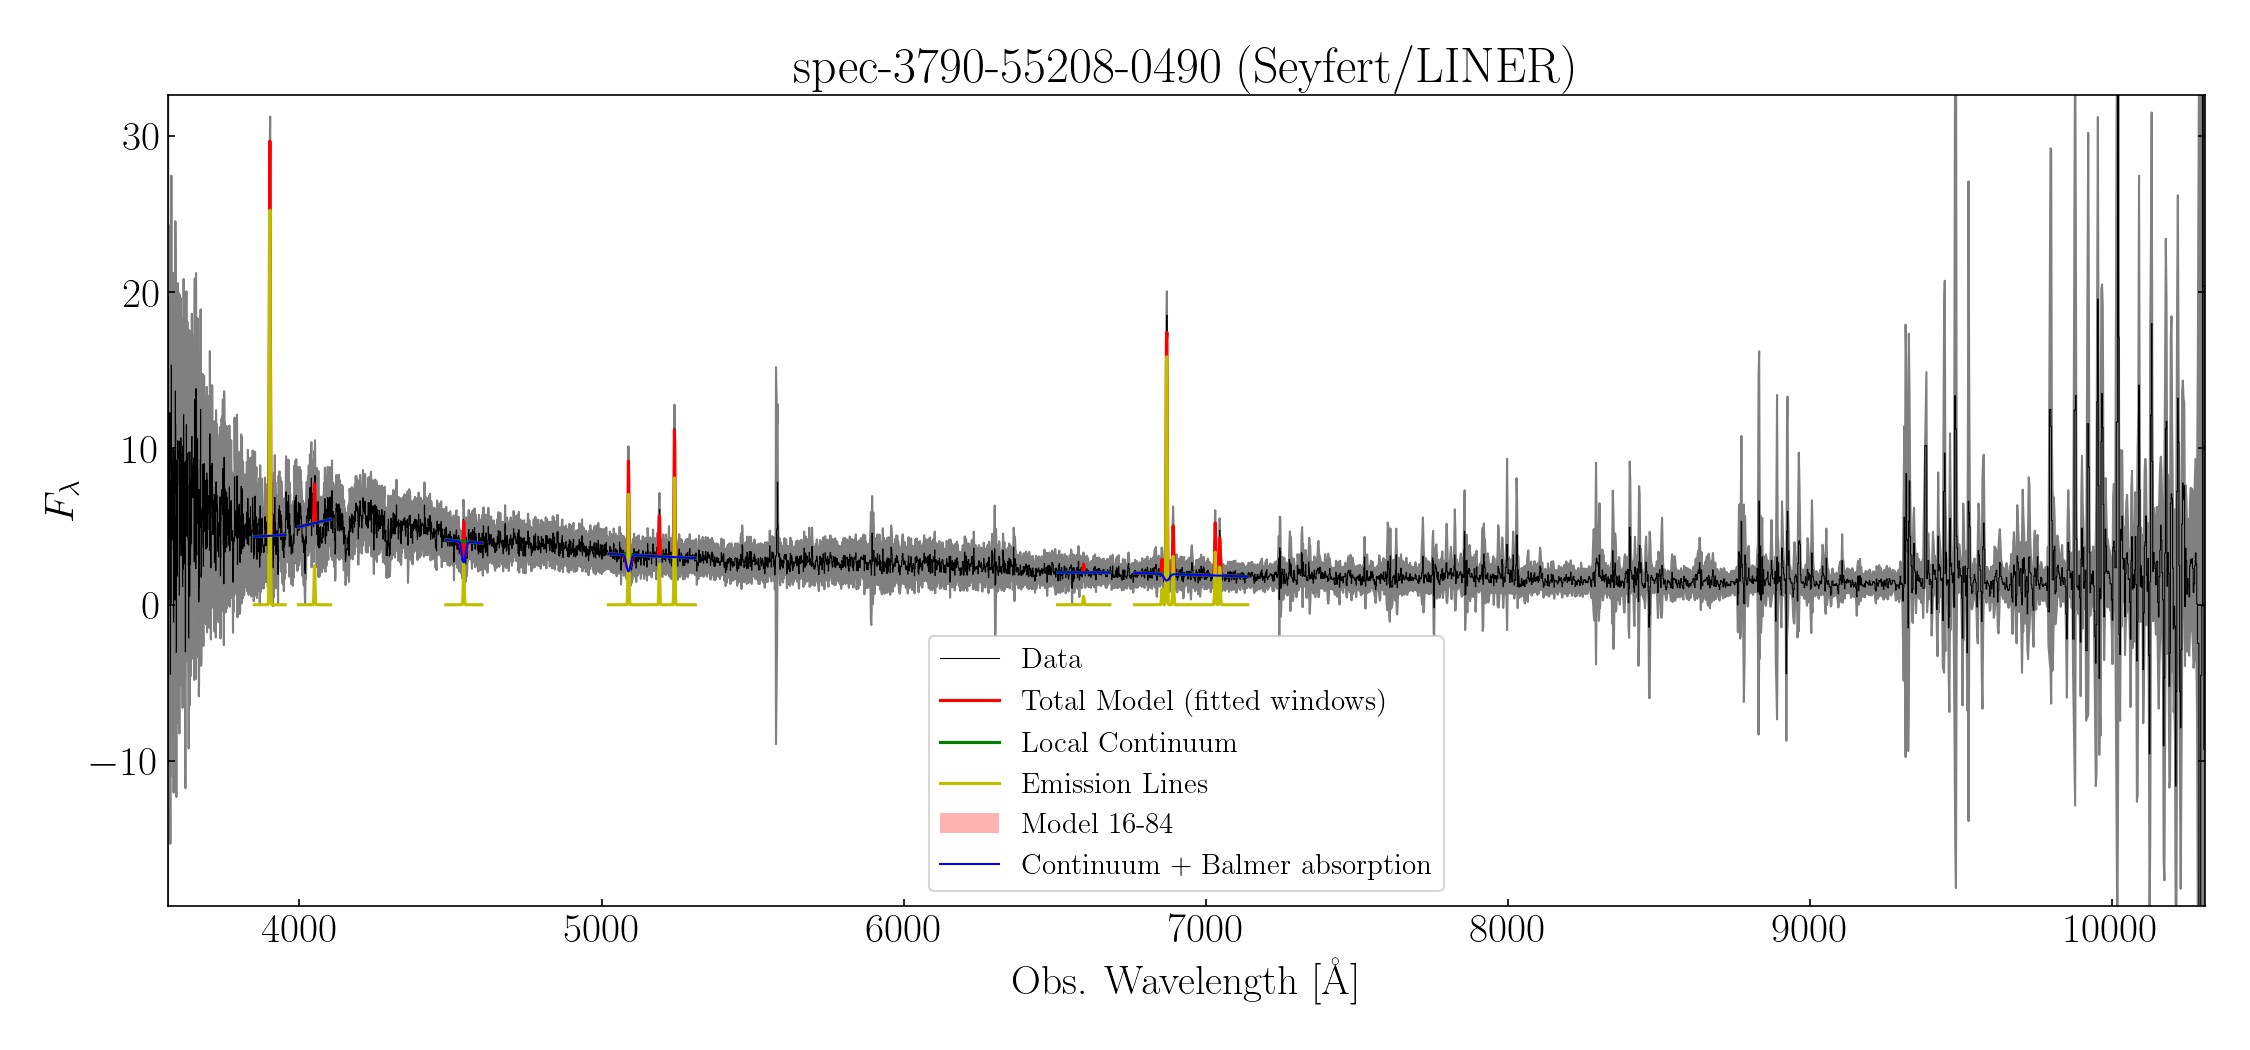 spec-3790-55208-0490 (Seyfert/LINER)
30
20
10
0
−10
F_λ
4000
5000
6000
7000
8000
9000
10000
Obs. Wavelength [Å]
Data
Total Model (fitted windows)
Local Continuum
Emission Lines
Model 16-84
Continuum + Balmer absorption